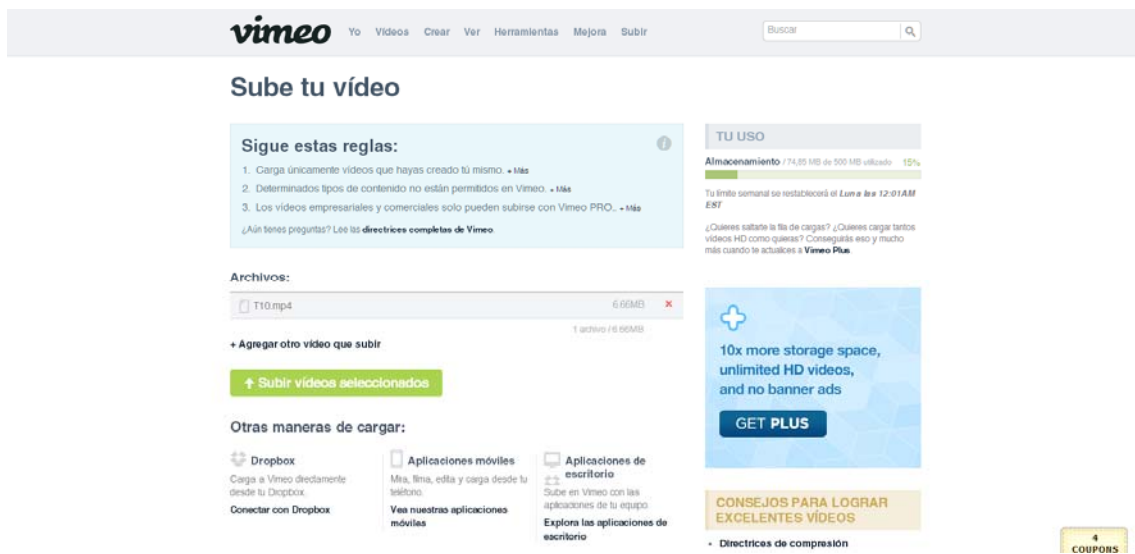 vimeo Yo Vídeos Crear Ver Herramientas Mejora Subir Buscar
Sube tu vídeo
Sigue estas reglas:
1. Carga únicamente vídeos que hayas creado tú mismo. + Más
2. Determinados tipos de contenido no están permitidos en Vimeo. + Más
3. Los vídeos empresariales y comerciales solo pueden subirse con Vimeo PRO.. + Más
¿Aún tienes preguntas? Lee las directrices completas de Vimeo.
Archivos:
T10.mp4 6.66MB
1 archivo / 6.66MB
+ Agregar otro vídeo que subir
Subir vídeos seleccionados
Otras maneras de cargar:
Dropbox
Carga a Vimeo directamente
desde tu Dropbox.
Conectar con Dropbox
Aplicaciones móviles
Mira, filma, edita y carga desde tu
teléfono.
Vea nuestras aplicaciones
móviles
Aplicaciones de
escritorio
Sube en Vimeo con las
aplicaciones de tu equipo.
Explora las aplicaciones de
escritorio
TU USO
Almacenamiento / 74,85 MB de 500 MB utilizado 15%
Tu límite semanal se restablecerá el Lun a las 12:01AM
EST
¿Quieres saltarte la fila de cargas? ¿Quieres cargar tantos
vídeos HD como quieras? Conseguirás eso y mucho
más cuando te actualices a Vimeo Plus.
10x more storage space,
unlimited HD videos,
and no banner ads
GET PLUS
CONSEJOS PARA LOGRAR
EXCELENTES VÍDEOS
• Directrices de compresión
4
COUPONS